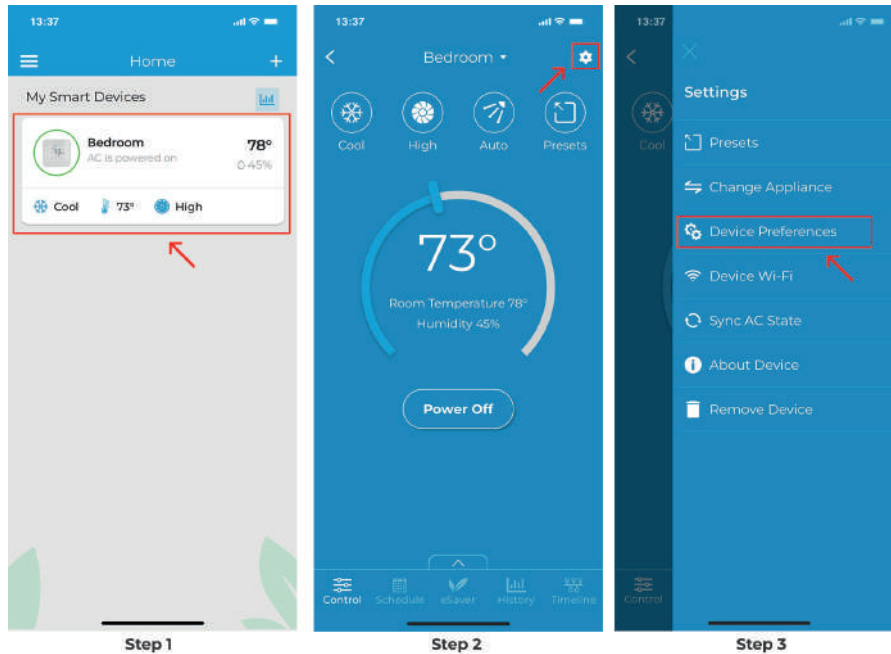 13:37
Home
My Smart Devices
Bedroom
AC is powered on
78°
45%
Cool 73° High
Step 1
13:37
Bedroom
Cool High Auto Presets
73°
Room Temperature 78°
Humidity 45%
Power Off
Control Schedule eSaver History Timeline
Step 2
13:37
Settings
Cool
Presets
Change Appliance
Device Preferences
Device Wi-Fi
Sync AC State
About Device
Remove Device
Control
Step 3